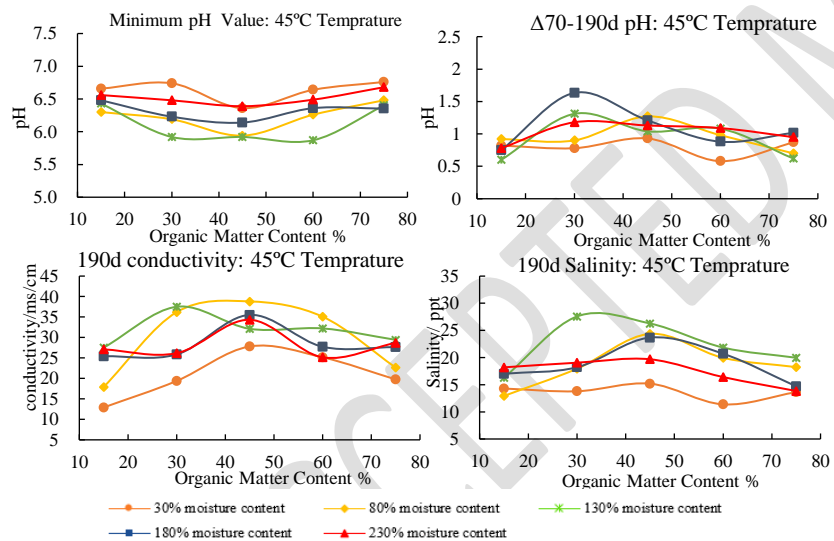 Minimum pH Value: 45ºC Temprature
7.5
7.0
6.5
6.0
5.5
5.0
pH
10 20 30 40 50 60 70 80
Organic Matter Content %
Δ70-190d pH: 45ºC Temprature
2.5
2
1.5
1
0.5
0
pH
10 20 30 40 50 60 70 80
Organic Matter Content %
190d conductivity: 45ºC Temprature
45
40
35
30
25
20
15
10
5
conductivity/ms/cm
10 20 30 40 50 60 70 80
Organic Matter Content %
190d Salinity: 45ºC Temprature
35
30
25
20
15
10
5
Salinity/ ppt
10 20 30 40 50 60 70 80
Organic Matter Content %
30% moisture content
80% moisture content
130% moisture content
180% moisture content
230% moisture content
CCEPTED M